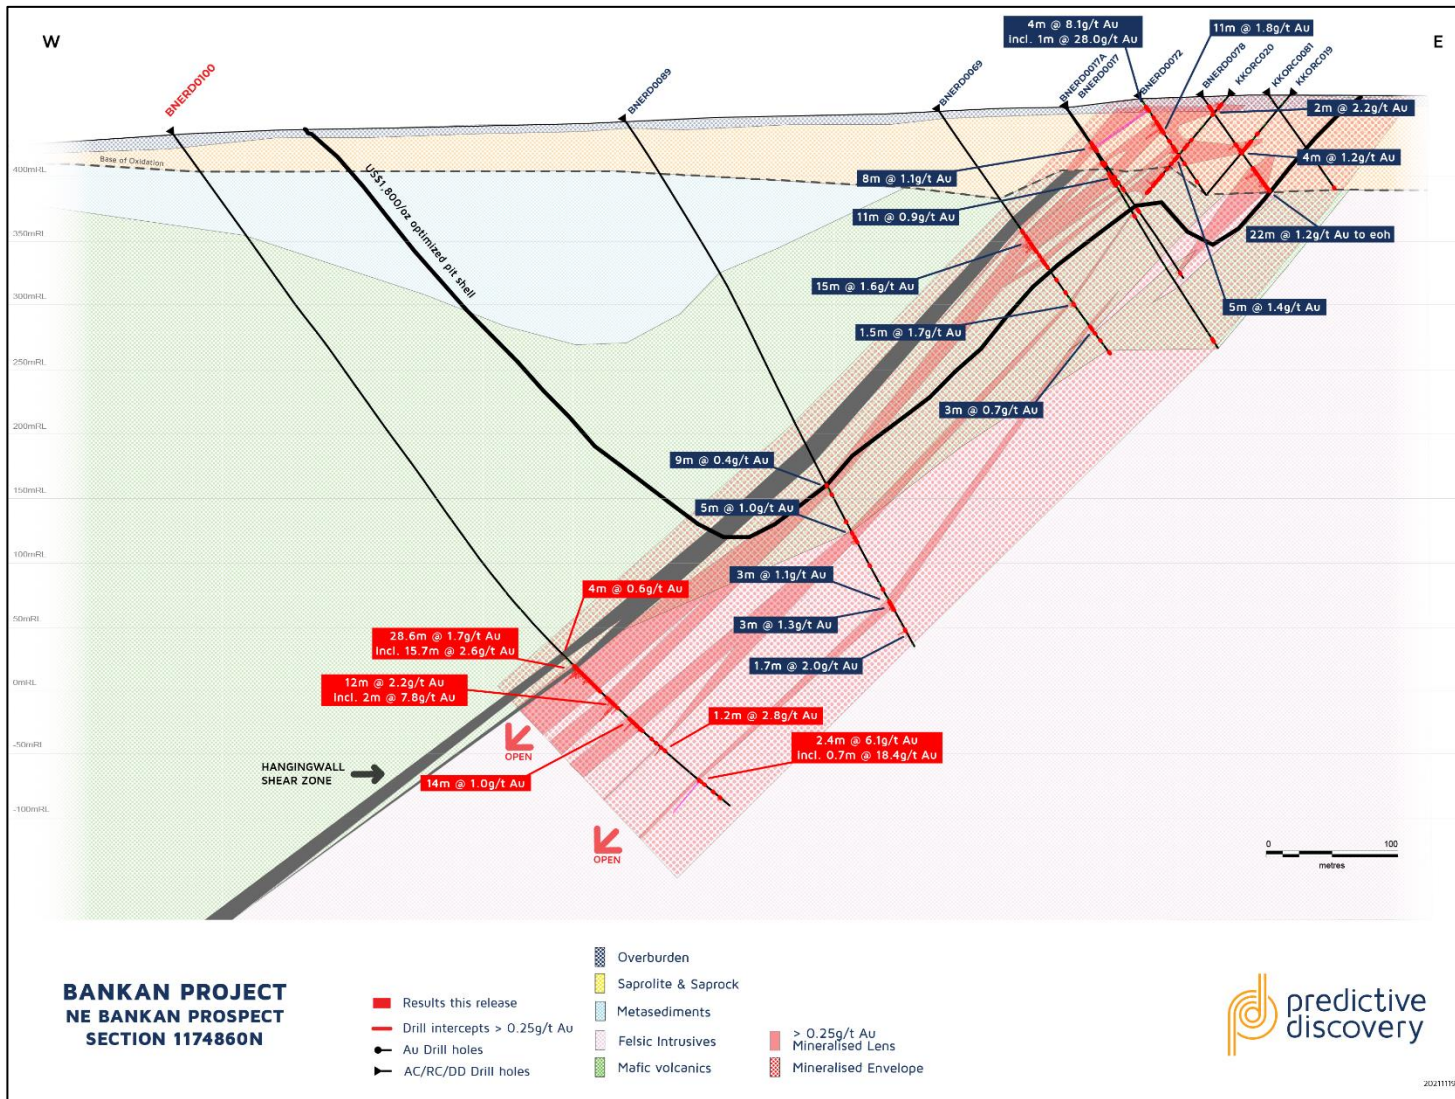 W
E
4m @ 8.1g/t Au
incl. 1m @ 28.0g/t Au
11m @ 1.8g/t Au
BNERD0100
BNERD0089
BNERD0069
BNERD0017A
BNERD0017
BNERD0072
BNERD0078
KKORC020
KKORC0081
KKORC019
2m @ 2.2g/t Au
4m @ 1.2g/t Au
Base of Oxidation
400mRL
8m @ 1.1g/t Au
11m @ 0.9g/t Au
US$1,800/oz optimized pit shell
22m @ 1.2g/t Au to eoh
350mRL
15m @ 1.6g/t Au
300mRL
5m @ 1.4g/t Au
1.5m @ 1.7g/t Au
250mRL
3m @ 0.7g/t Au
200mRL
9m @ 0.4g/t Au
150mRL
5m @ 1.0g/t Au
100mRL
3m @ 1.1g/t Au
4m @ 0.6g/t Au
50mRL
3m @ 1.3g/t Au
28.6m @ 1.7g/t Au
incl. 15.7m @ 2.6g/t Au
1.7m @ 2.0g/t Au
0mRL
12m @ 2.2g/t Au
Incl. 2m @ 7.8g/t Au
1.2m @ 2.8g/t Au
-50mRL
2.4m @ 6.1g/t Au
incl. 0.7m @ 18.4g/t Au
OPEN
HANGINGWALL
SHEAR ZONE
14m @ 1.0g/t Au
-100mRL
OPEN
0 100
metres
BANKAN PROJECT
NE BANKAN PROSPECT
SECTION 1174860N
Results this release
Drill intercepts > 0.25g/t Au
Au Drill holes
AC/RC/DD Drill holes
Overburden
Saprolite & Saprock
Metasediments
Felsic Intrusives
Mafic volcanics
> 0.25g/t Au
Mineralised Lens
Mineralised Envelope
predictive
discovery
20211119